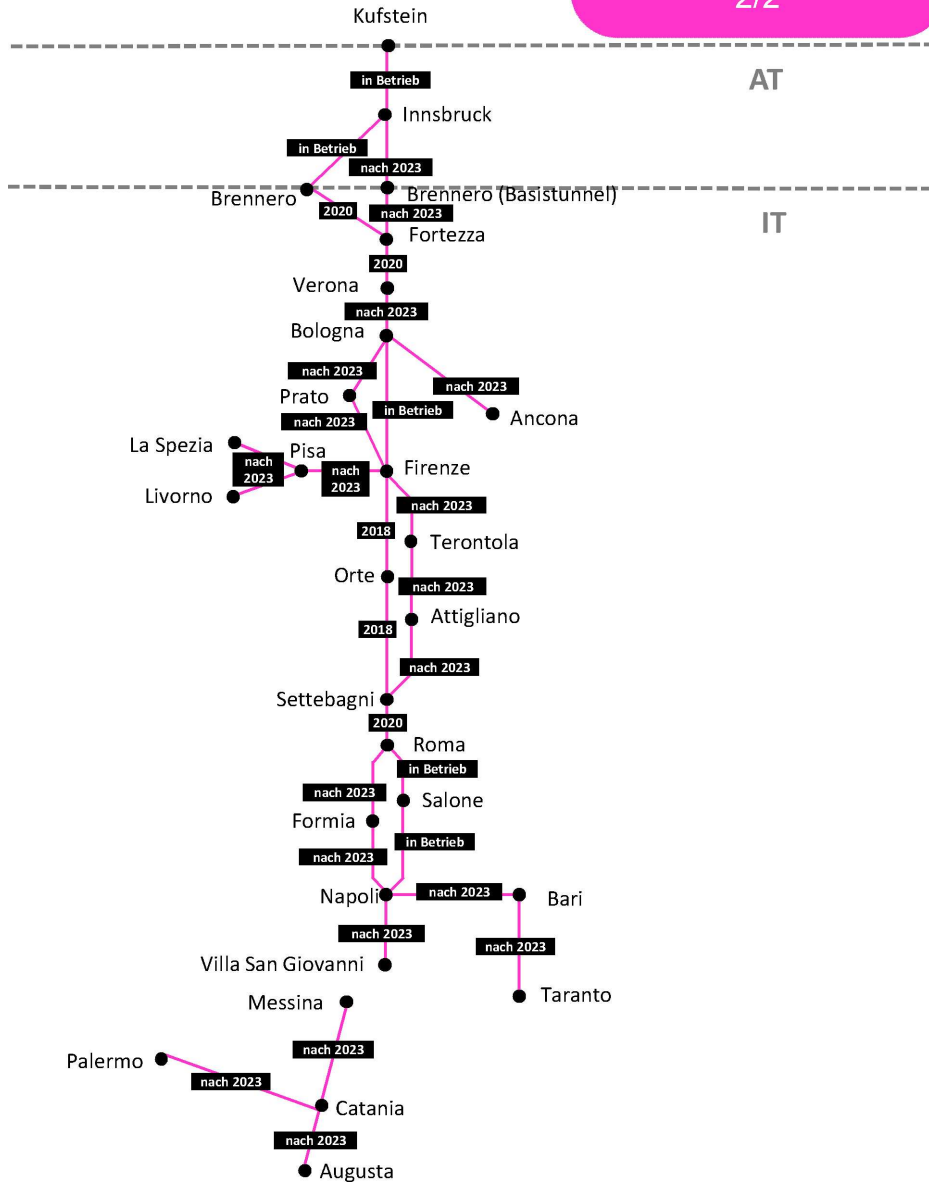 2/2
Kufstein
in Betrieb
AT
Innsbruck
in Betrieb
nach 2023
Brennero
Brennero (Basistunnel)
2020
nach 2023
IT
Fortezza
2020
Verona
nach 2023
Bologna
nach 2023
nach 2023
Prato
in Betrieb
Ancona
nach 2023
La Spezia
Pisa
nach
2023
nach
2023
Firenze
Livorno
nach 2023
2018
Terontola
Orte
nach 2023
Attigliano
2018
nach 2023
Settebagni
2020
Roma
in Betrieb
nach 2023
Salone
Formia
in Betrieb
nach 2023
Napoli
nach 2023
Bari
nach 2023
nach 2023
Villa San Giovanni
Taranto
Messina
nach 2023
Palermo
nach 2023
Catania
nach 2023
Augusta